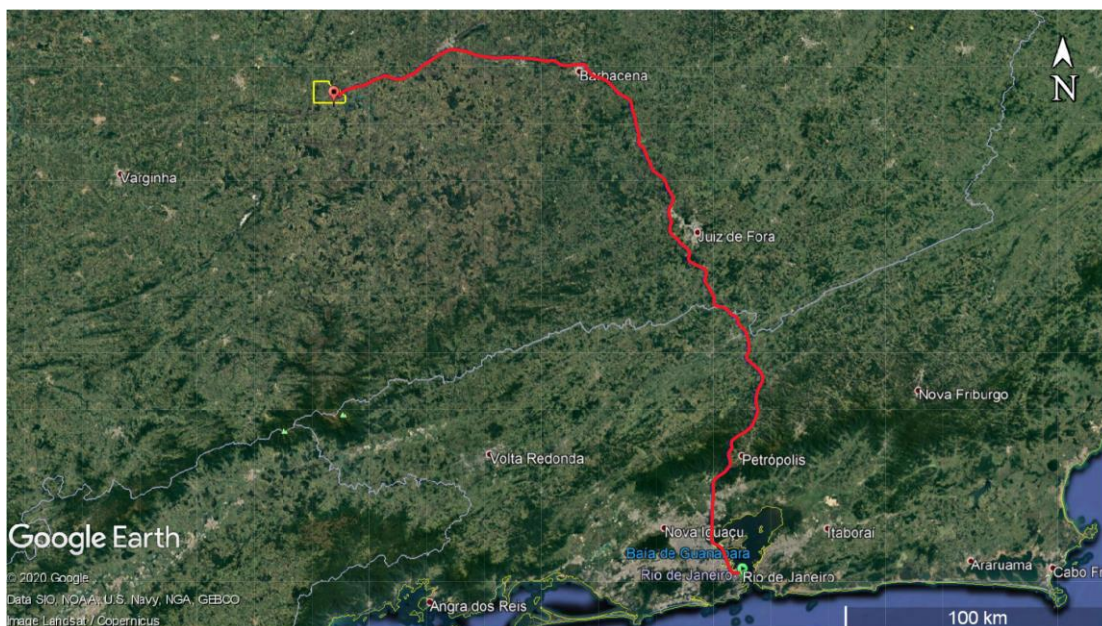 Barbacena
N
Varginha
Juiz de Fora
Nova Friburgo
Volta Redonda
Petrópolis
Google Earth
Nova Iguaçu
Itaboraí
Baía de Guanabara
Rio de Janeiro
Rio de Janeiro
Araruama
Cabo Fri
© 2020 Google
Data SIO, NOAA, U.S. Navy, NGA, GEBCO
Image Landsat / Copernicus
Angra dos Reis
100 km